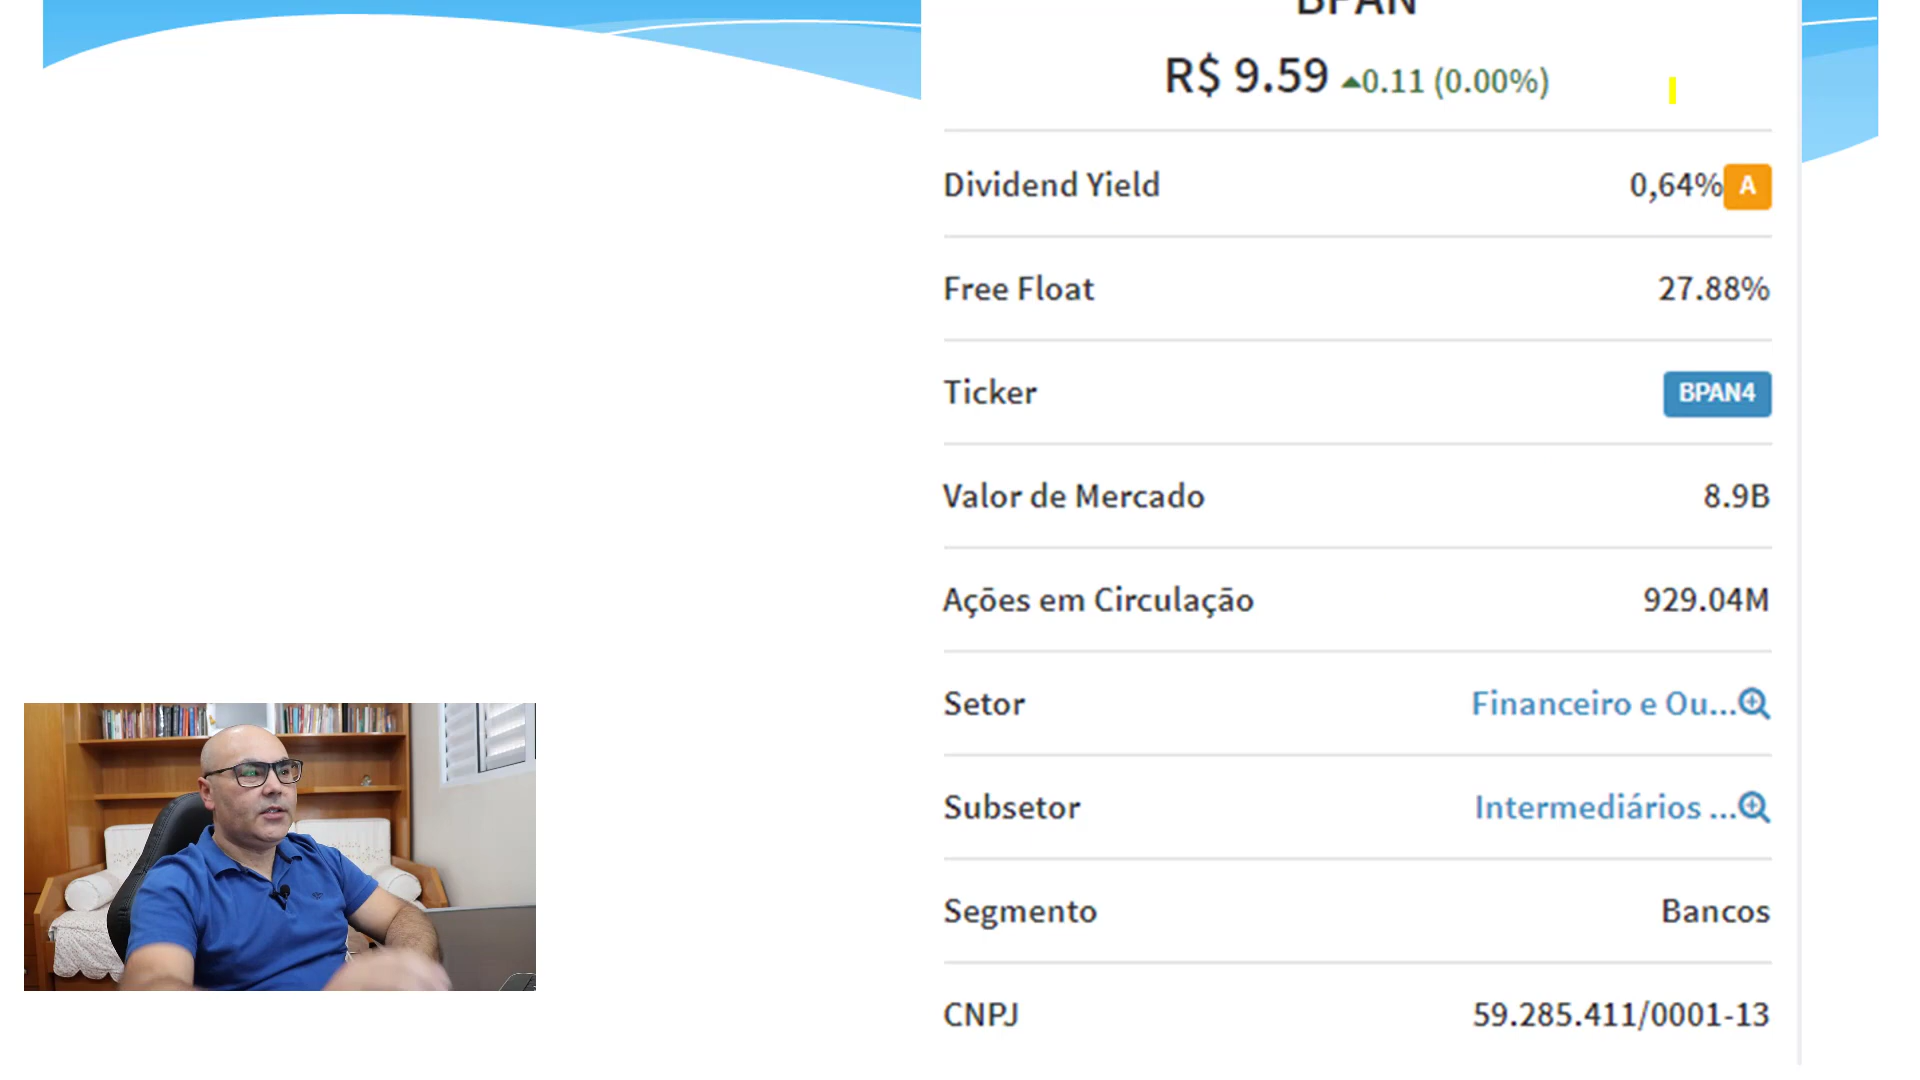 BPAN
R$ 9.59 0.11 (0.00%)
Dividend Yield 0,64% A
Free Float 27.88%
Ticker BPAN4
Valor de Mercado 8.9B
Ações em Circulação 929.04M
Setor Financeiro e Ou...
Subsetor Intermediários ...
Segmento Bancos
CNPJ 59.285.411/0001-13